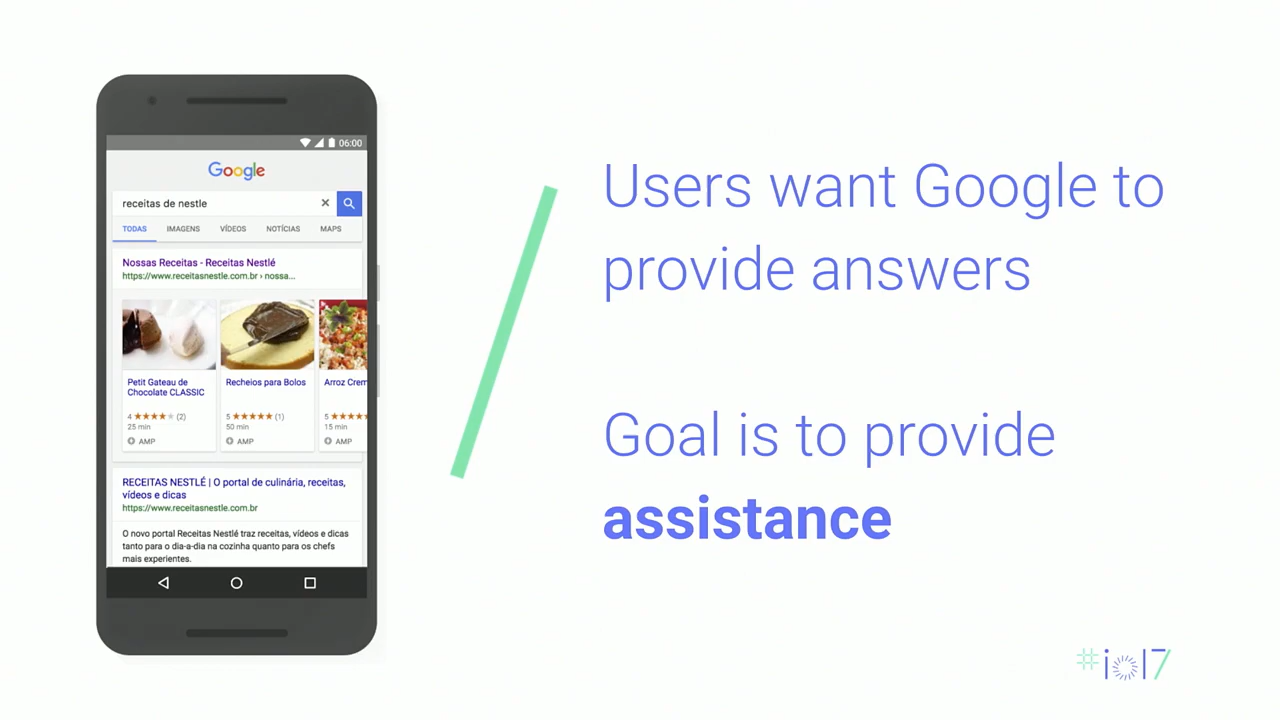 06:00
Google
receitas de nestle
TODAS IMAGENS VÍDEOS NOTÍCIAS MAPS
Nossas Receitas - Receitas Nestlé
https://www.receitasnestle.com.br › nossa...
Petit Gateau de
Chocolate CLASSIC
4 ★★★★★ (2)
25 min
AMP
Recheios para Bolos
5 ★★★★★ (1)
50 min
AMP
Arroz Crem
5 ★★★★
15 min
AMP
RECEITAS NESTLÉ | O portal de culinária, receitas,
vídeos e dicas
https://www.receitasnestle.com.br
O novo portal Receitas Nestlé traz receitas, vídeos e dicas
tanto para o dia-a-dia na cozinha quanto para os chefs
mais experientes.
Users want Google to
provide answers
Goal is to provide
assistance
#io17